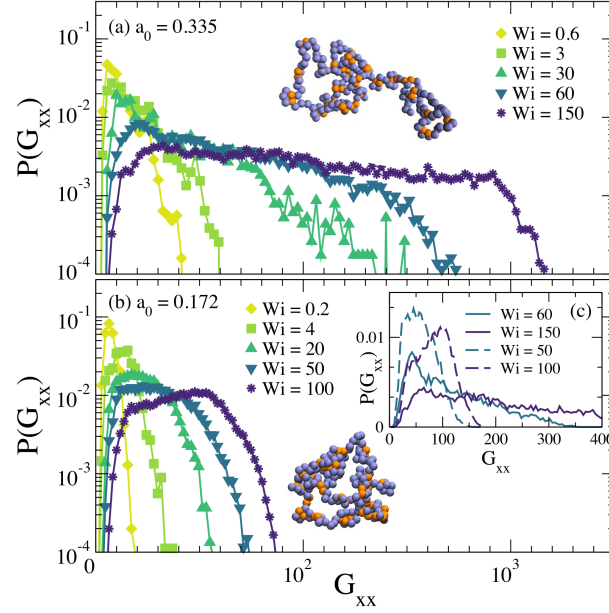 (a) a₀ = 0.335
Wi = 0.6
Wi = 3
Wi = 30
Wi = 60
Wi = 150
P(Gₓₓ)
10⁻¹
10⁻²
10⁻³
10⁻⁴
(b) a₀ = 0.172
Wi = 0.2
Wi = 4
Wi = 20
Wi = 50
Wi = 100
P(Gₓₓ)
10⁻¹
10⁻²
10⁻³
10⁻⁴
(c)
Wi = 60
Wi = 150
Wi = 50
Wi = 100
P(Gₓₓ)
0.01
0
0 100 200 300 400
Gₓₓ
0 10² 10³
Gₓₓ